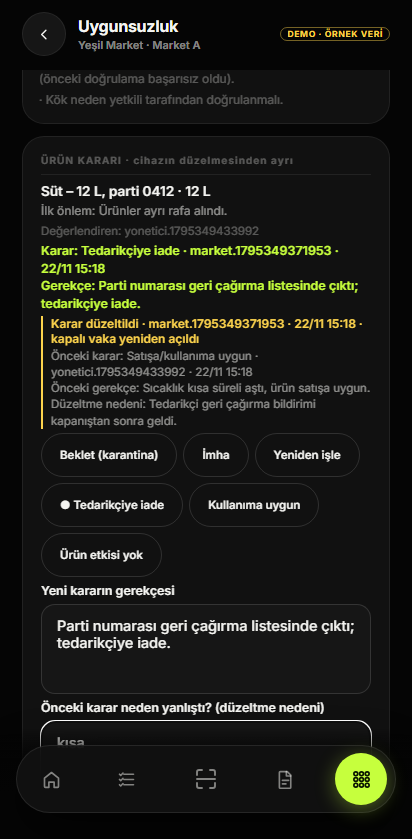 Uygunsuzluk
Yeşil Market · Market A
DEMO · ÖRNEK VERİ
(önceki doğrulama başarısız oldu).
· Kök neden yetkili tarafından doğrulanmalı.
ÜRÜN KARARI · cihazın düzelmesinden ayrı
Süt – 12 L, parti 0412 · 12 L
İlk önlem: Ürünler ayrı rafa alındı.
Değerlendiren: yonetici.1795349433992
Karar: Tedarikçiye iade · market.1795349371953 ·
22/11 15:18
Gerekçe: Parti numarası geri çağırma listesinde çıktı;
tedarikçiye iade.
Karar düzeltildi · market.1795349371953 · 22/11 15:18 ·
kapalı vaka yeniden açıldı
Önceki karar: Satışa/kullanıma uygun ·
yonetici.1795349433992 · 22/11 15:18
Önceki gerekçe: Sıcaklık kısa süreli aştı, ürün satışa uygun.
Düzeltme nedeni: Tedarikçi geri çağırma bildirimi
kapanıştan sonra geldi.
Beklet (karantina) İmha Yeniden işle
Tedarikçiye iade Kullanıma uygun
Ürün etkisi yok
Yeni kararın gerekçesi
Parti numarası geri çağırma listesinde çıktı;
tedarikçiye iade.
Önceki karar neden yanlıştı? (düzeltme nedeni)
kısa